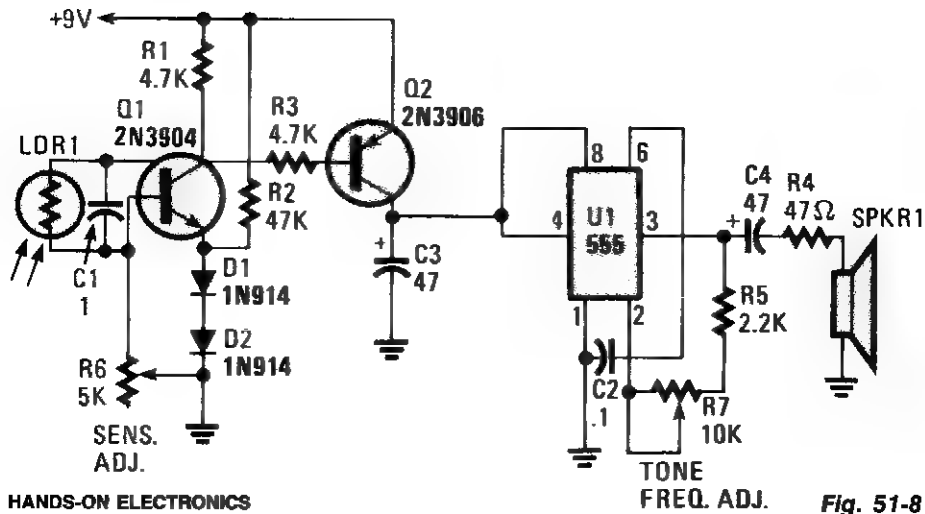 +9V
R1
4.7K
Q1
2N3904
LDR1
C1
1
R6
5K
SENS.
ADJ.
D1
1N914
D2
1N914
R2
47K
R3
4.7K
Q2
2N3906
+
C3
47
8
6
4
U1
555
3
1
2
C2
.1
R7
10K
TONE
FREQ. ADJ.
R5
2.2K
C4
47
+
R4
47Ω
SPKR1
HANDS-ON ELECTRONICS
Fig. 51-8